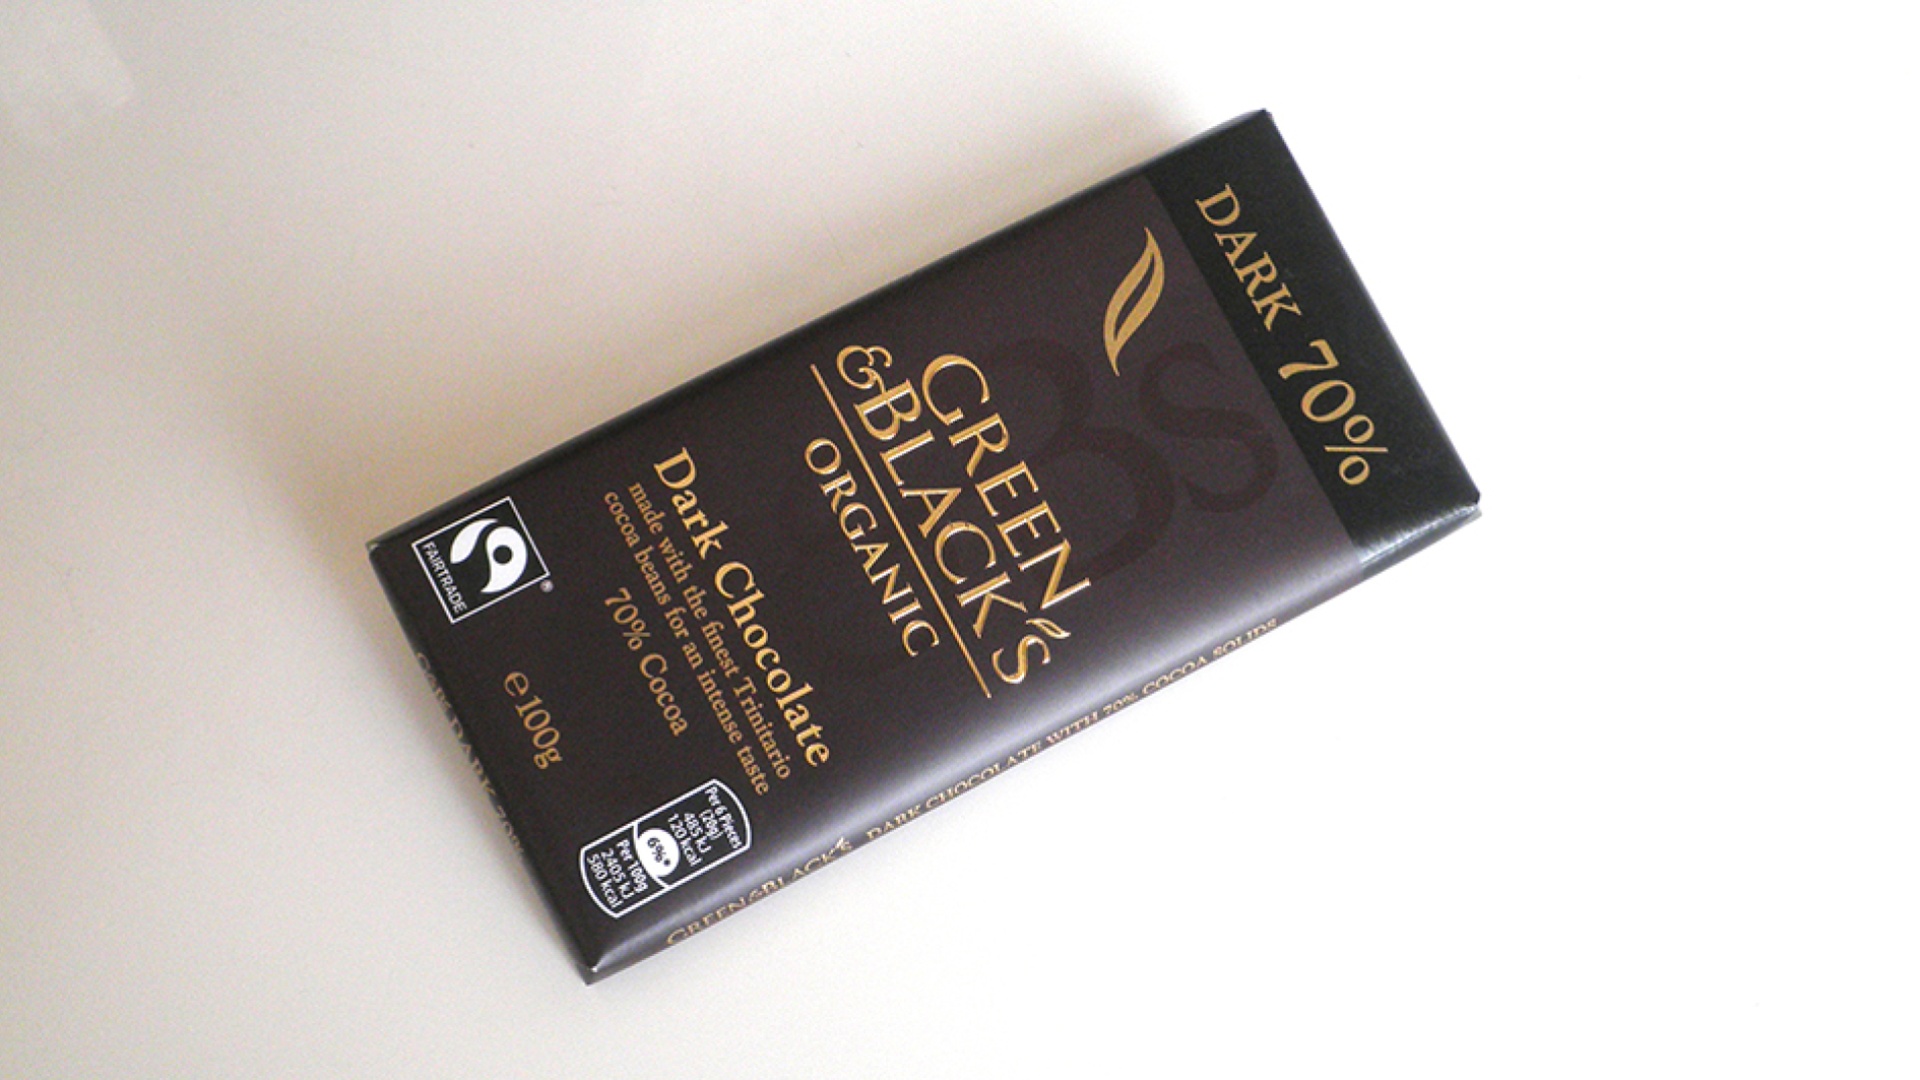 DARK 70%
GREEN
&BLACK'S
ORGANIC
Dark Chocolate
made with the finest Trinitario
cocoa beans for an intense taste
70% Cocoa
e100g
FAIRTRADE
®
Per 6 Pieces
(20g)
485 kJ
120 kcal
6%*
Per 100g
2405 kJ
580 kcal
GREEN&BLACK'S DARK CHOCOLATE WITH 70% COCOA SOLIDS
DARK 70%